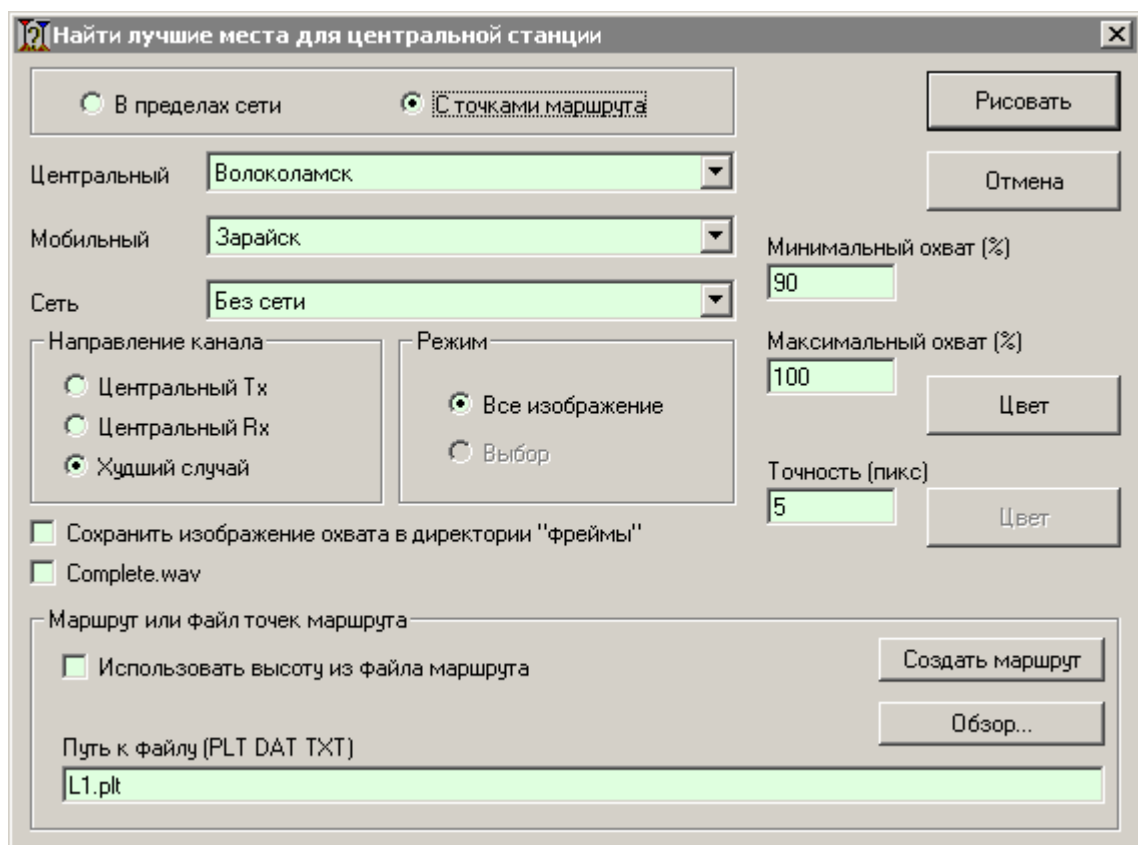 Найти лучшие места для центральной станции
В пределах сети
С точками маршрута
Рисовать
Центральный
Волоколамск
Отмена
Мобильный
Зарайск
Минимальный охват (%)
90
Сеть
Без сети
Направление канала
Режим
Максимальный охват (%)
100
Центральный Tx
Все изображение
Цвет
Центральный Rx
Выбор
Худший случай
Точность (пикс)
5
Цвет
Сохранить изображение охвата в директории "фреймы"
Complete.wav
Маршрут или файл точек маршрута
Использовать высоту из файла маршрута
Создать маршрут
Обзор...
Путь к файлу (PLT DAT TXT)
L1.plt